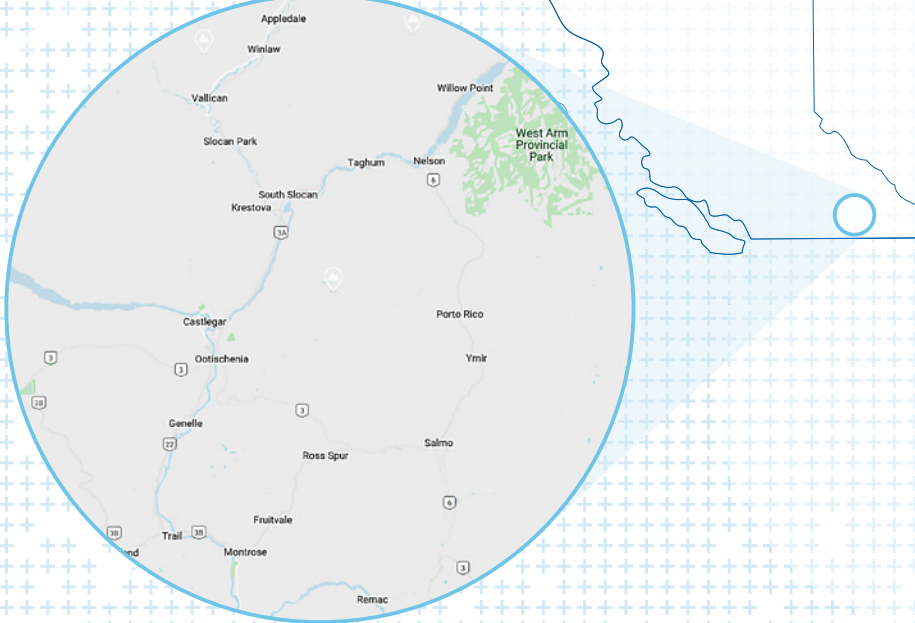 Appledale
Winlaw
Willow Point
Vallican
West Arm
Provincial
Park
Slocan Park
Taghum
Nelson
6
South Slocan
Krestova
3A
Porto Rico
Castlegar
3
Ootischenia
Ymir
3
3B
3
Genelle
22
Salmo
Ross Spur
6
Fruitvale
3B
Trail
3B
nd
Montrose
3
Remac